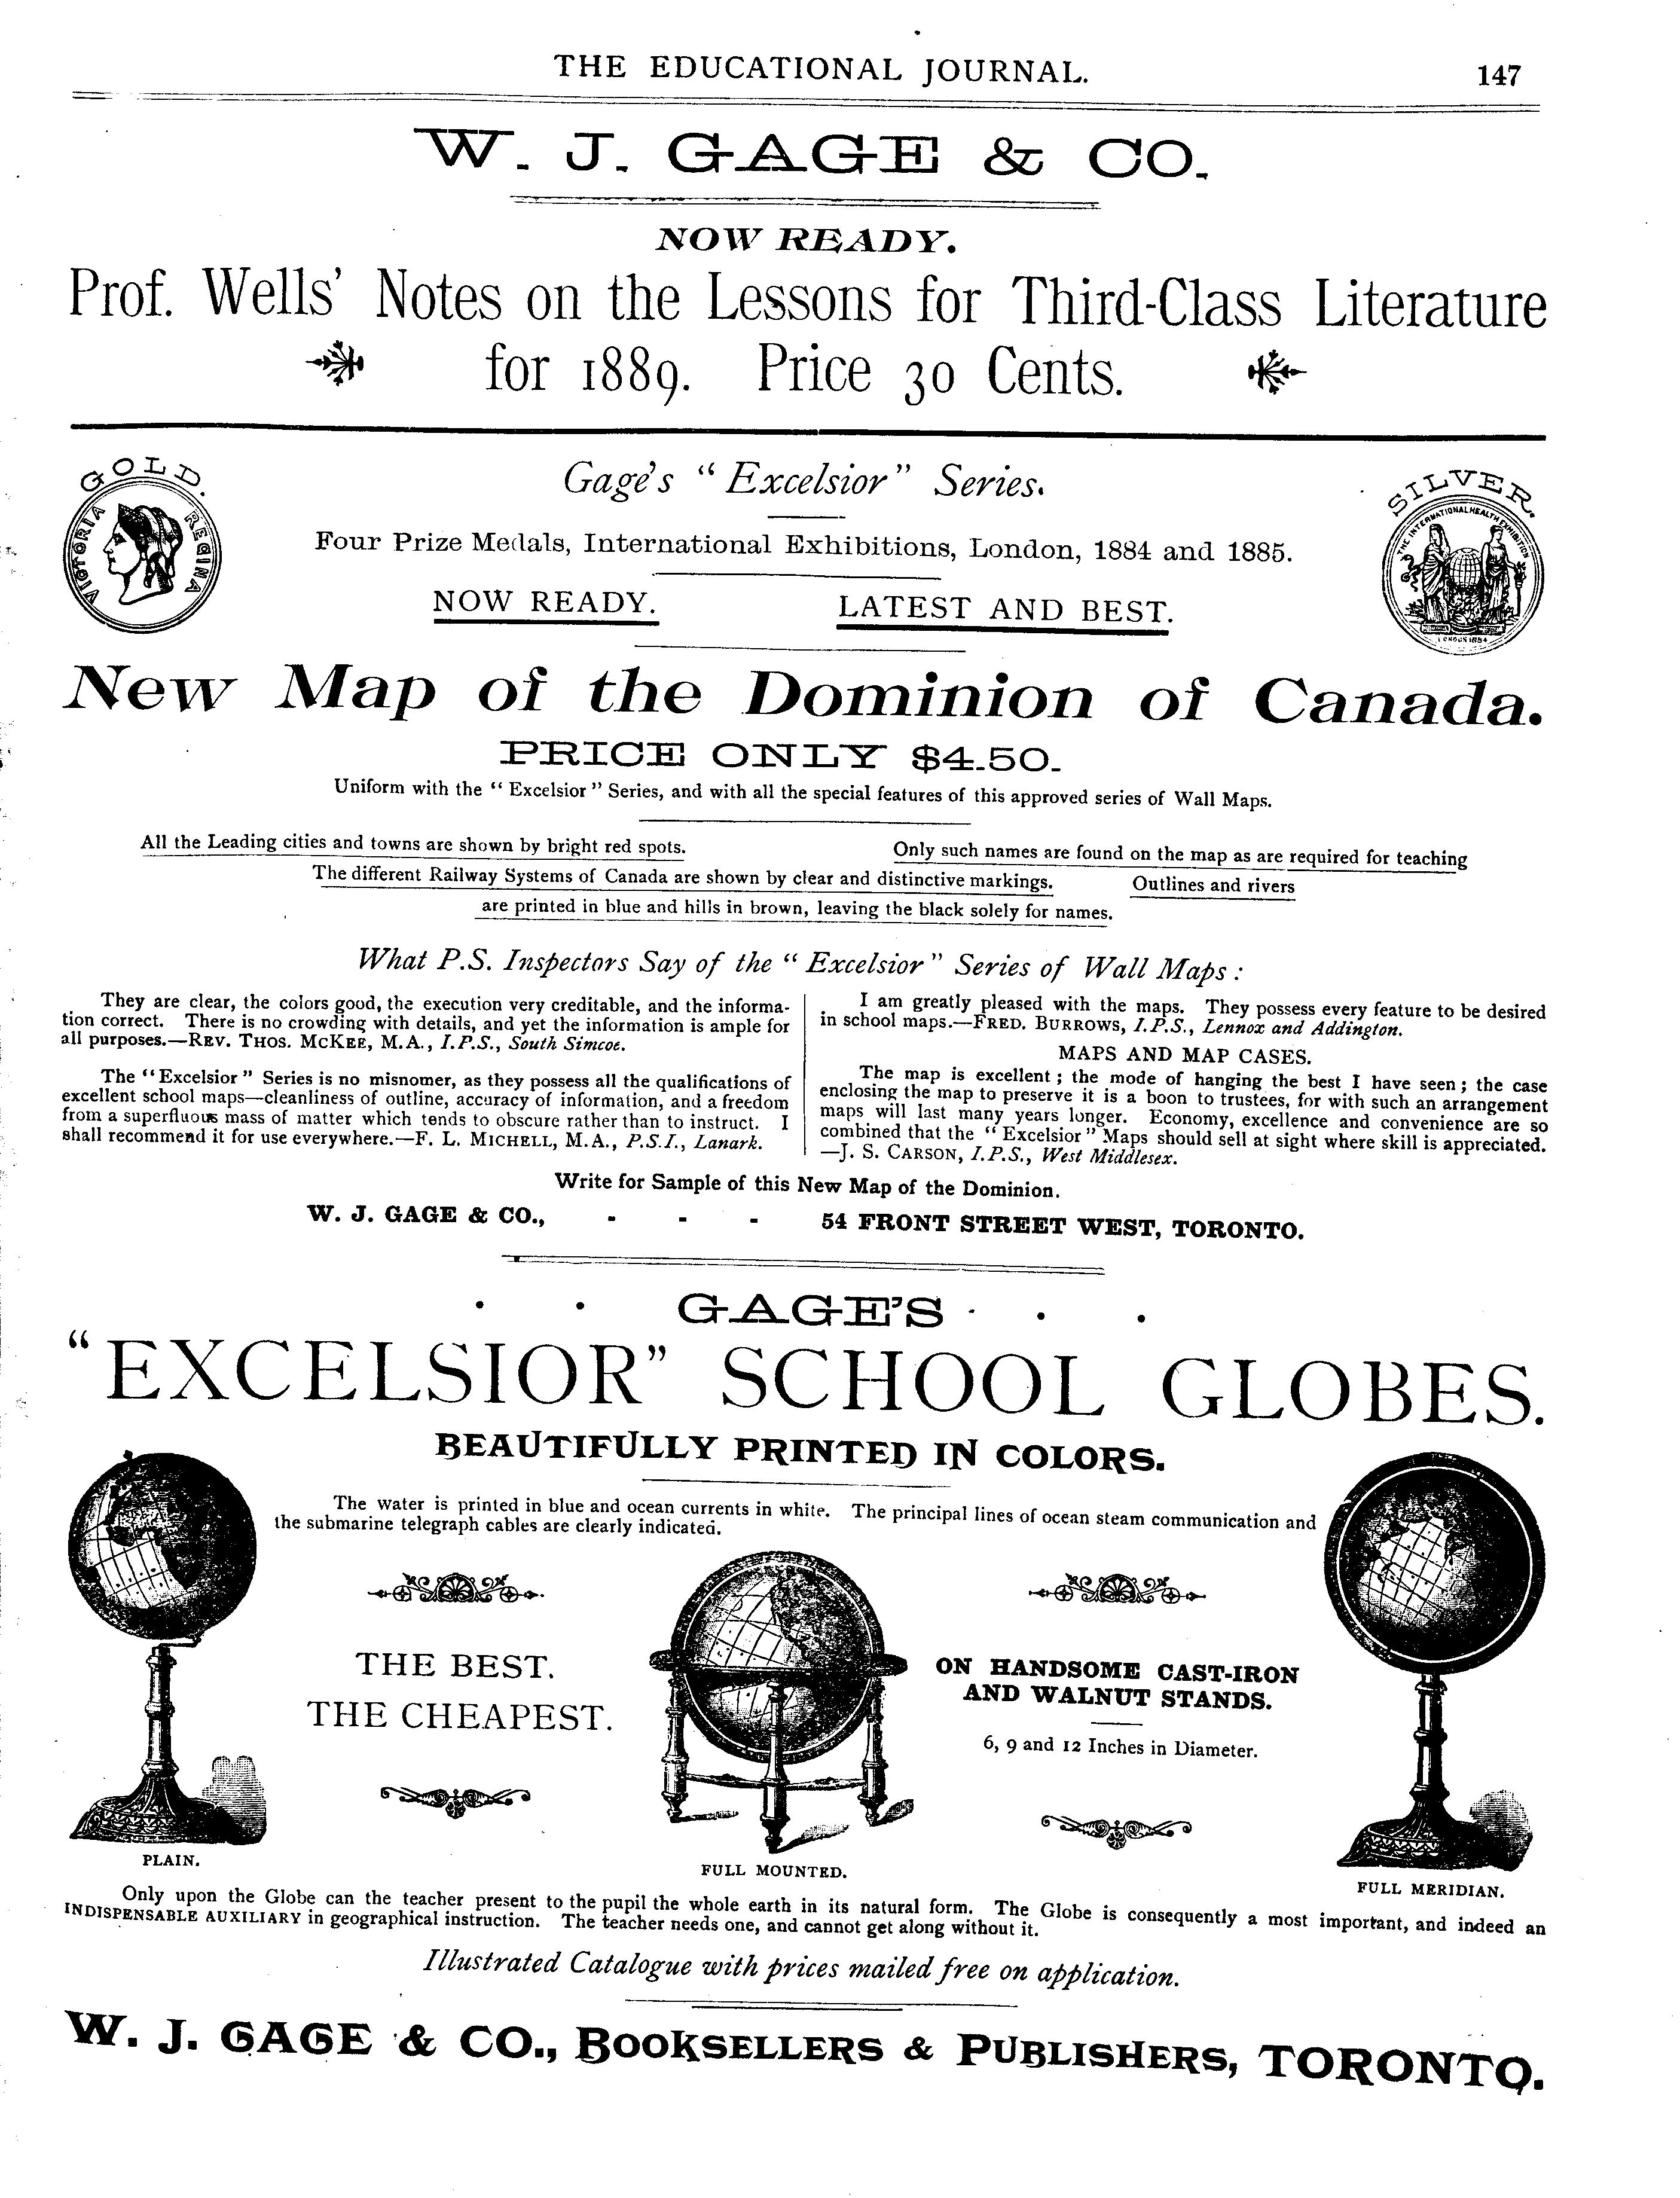 THE EDUCATIONAL JOURNAL.
147
W. J. GAGE & CO.
NOW READY.
Prof. Wells' Notes on the Lessons for Third-Class Literature
for 1889. Price 30 Cents.
GOLD.
VICTORIA REGINA
Gage's "Excelsior" Series.
SILVER.
THE INTERNATIONAL HEALTH EXHIBITION
LONDON 1884
Four Prize Medals, International Exhibitions, London, 1884 and 1885.
NOW READY. LATEST AND BEST.
New Map of the Dominion of Canada.
PRICE ONLY $4.50.
Uniform with the "Excelsior" Series, and with all the special features of this approved series of Wall Maps.
All the Leading cities and towns are shown by bright red spots. Only such names are found on the map as are required for teaching
The different Railway Systems of Canada are shown by clear and distinctive markings. Outlines and rivers
are printed in blue and hills in brown, leaving the black solely for names.
What P.S. Inspectors Say of the "Excelsior" Series of Wall Maps:
They are clear, the colors good, the execution very creditable, and the informa-
tion correct. There is no crowding with details, and yet the information is ample for
all purposes.—REV. THOS. MCKEE, M.A., I.P.S., South Simcoe.
The "Excelsior" Series is no misnomer, as they possess all the qualifications of
excellent school maps—cleanliness of outline, accuracy of information, and a freedom
from a superfluous mass of matter which tends to obscure rather than to instruct. I
shall recommend it for use everywhere.—F. L. MICHELL, M.A., P.S.I., Lanark.
I am greatly pleased with the maps. They possess every feature to be desired
in school maps.—FRED. BURROWS, I.P.S., Lennox and Addington.
MAPS AND MAP CASES.
The map is excellent; the mode of hanging the best I have seen; the case
enclosing the map to preserve it is a boon to trustees, for with such an arrangement
maps will last many years longer. Economy, excellence and convenience are so
combined that the "Excelsior" Maps should sell at sight where skill is appreciated.
—J. S. CARSON, I.P.S., West Middlesex.
Write for Sample of this New Map of the Dominion.
W. J. GAGE & CO., - - - 54 FRONT STREET WEST, TORONTO.
GAGE'S
"EXCELSIOR" SCHOOL GLOBES.
BEAUTIFULLY PRINTED IN COLORS.
The water is printed in blue and ocean currents in white. The principal lines of ocean steam communication and
the submarine telegraph cables are clearly indicated.
THE BEST.
THE CHEAPEST.
ON HANDSOME CAST-IRON
AND WALNUT STANDS.
6, 9 and 12 Inches in Diameter.
PLAIN.
FULL MOUNTED.
FULL MERIDIAN.
Only upon the Globe can the teacher present to the pupil the whole earth in its natural form. The Globe is consequently a most important, and indeed an
INDISPENSABLE AUXILIARY in geographical instruction. The teacher needs one, and cannot get along without it.
Illustrated Catalogue with prices mailed free on application.
W. J. GAGE & CO., BOOKSELLERS & PUBLISHERS, TORONTO.